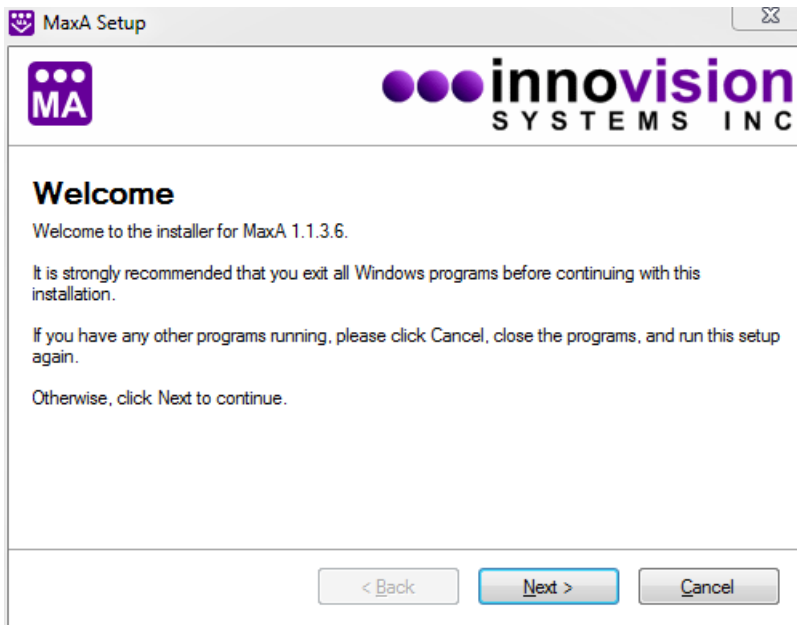 MaxA Setup
MA
innovision
SYSTEMS INC
Welcome
Welcome to the installer for MaxA 1.1.3.6.
It is strongly recommended that you exit all Windows programs before continuing with this
installation.
If you have any other programs running, please click Cancel, close the programs, and run this setup
again.
Otherwise, click Next to continue.
< Back
Next >
Cancel